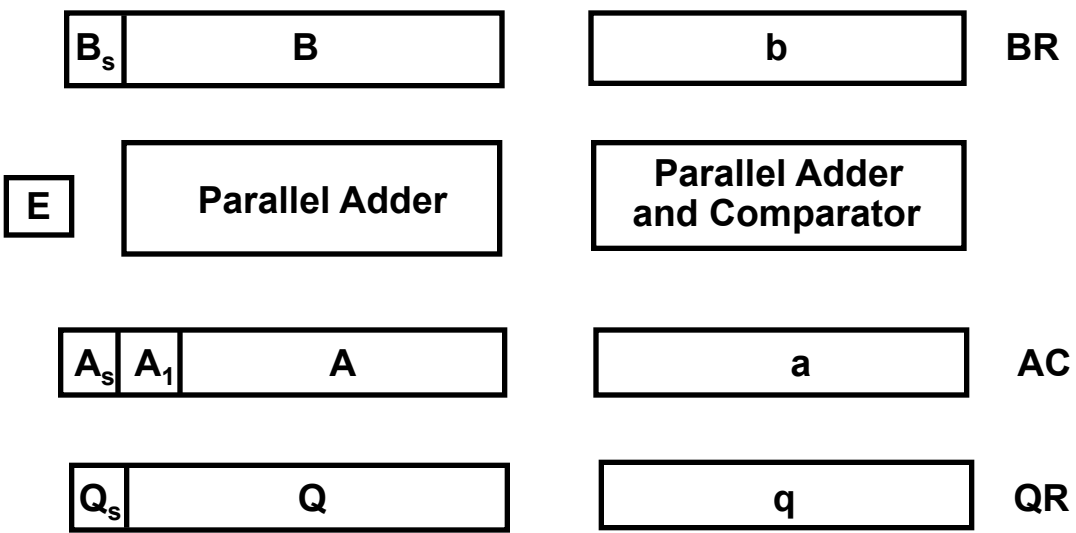 Bs B b BR
E Parallel Adder Parallel Adder
and Comparator
As A1 A a AC
Qs Q q QR